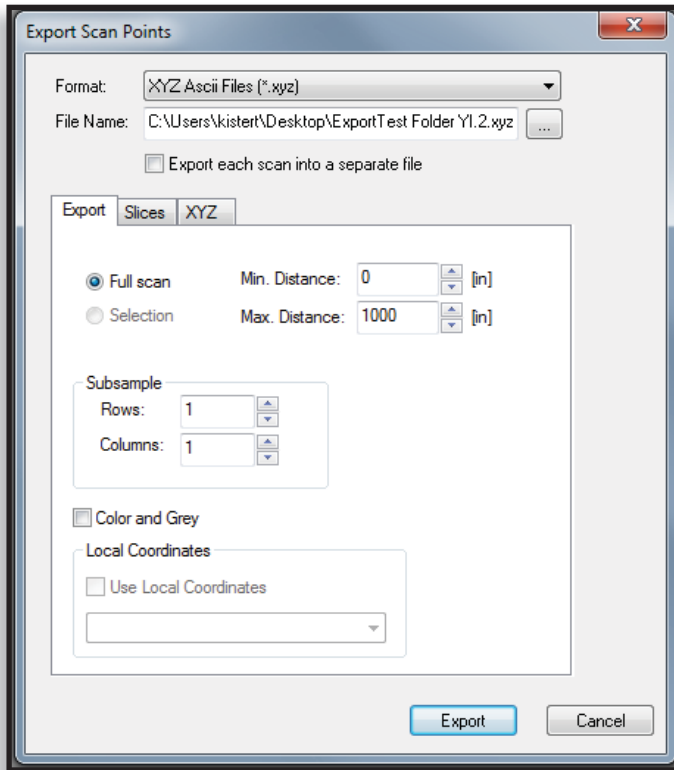 Export Scan Points
Format: XYZ Ascii Files (*.xyz)
File Name: C:\Users\kistert\Desktop\ExportTest Folder YI.2.xyz ...
Export each scan into a separate file
Export Slices XYZ
Full scan Min. Distance: 0 [in]
Selection Max. Distance: 1000 [in]
Subsample
Rows: 1
Columns: 1
Color and Grey
Local Coordinates
Use Local Coordinates
Export Cancel